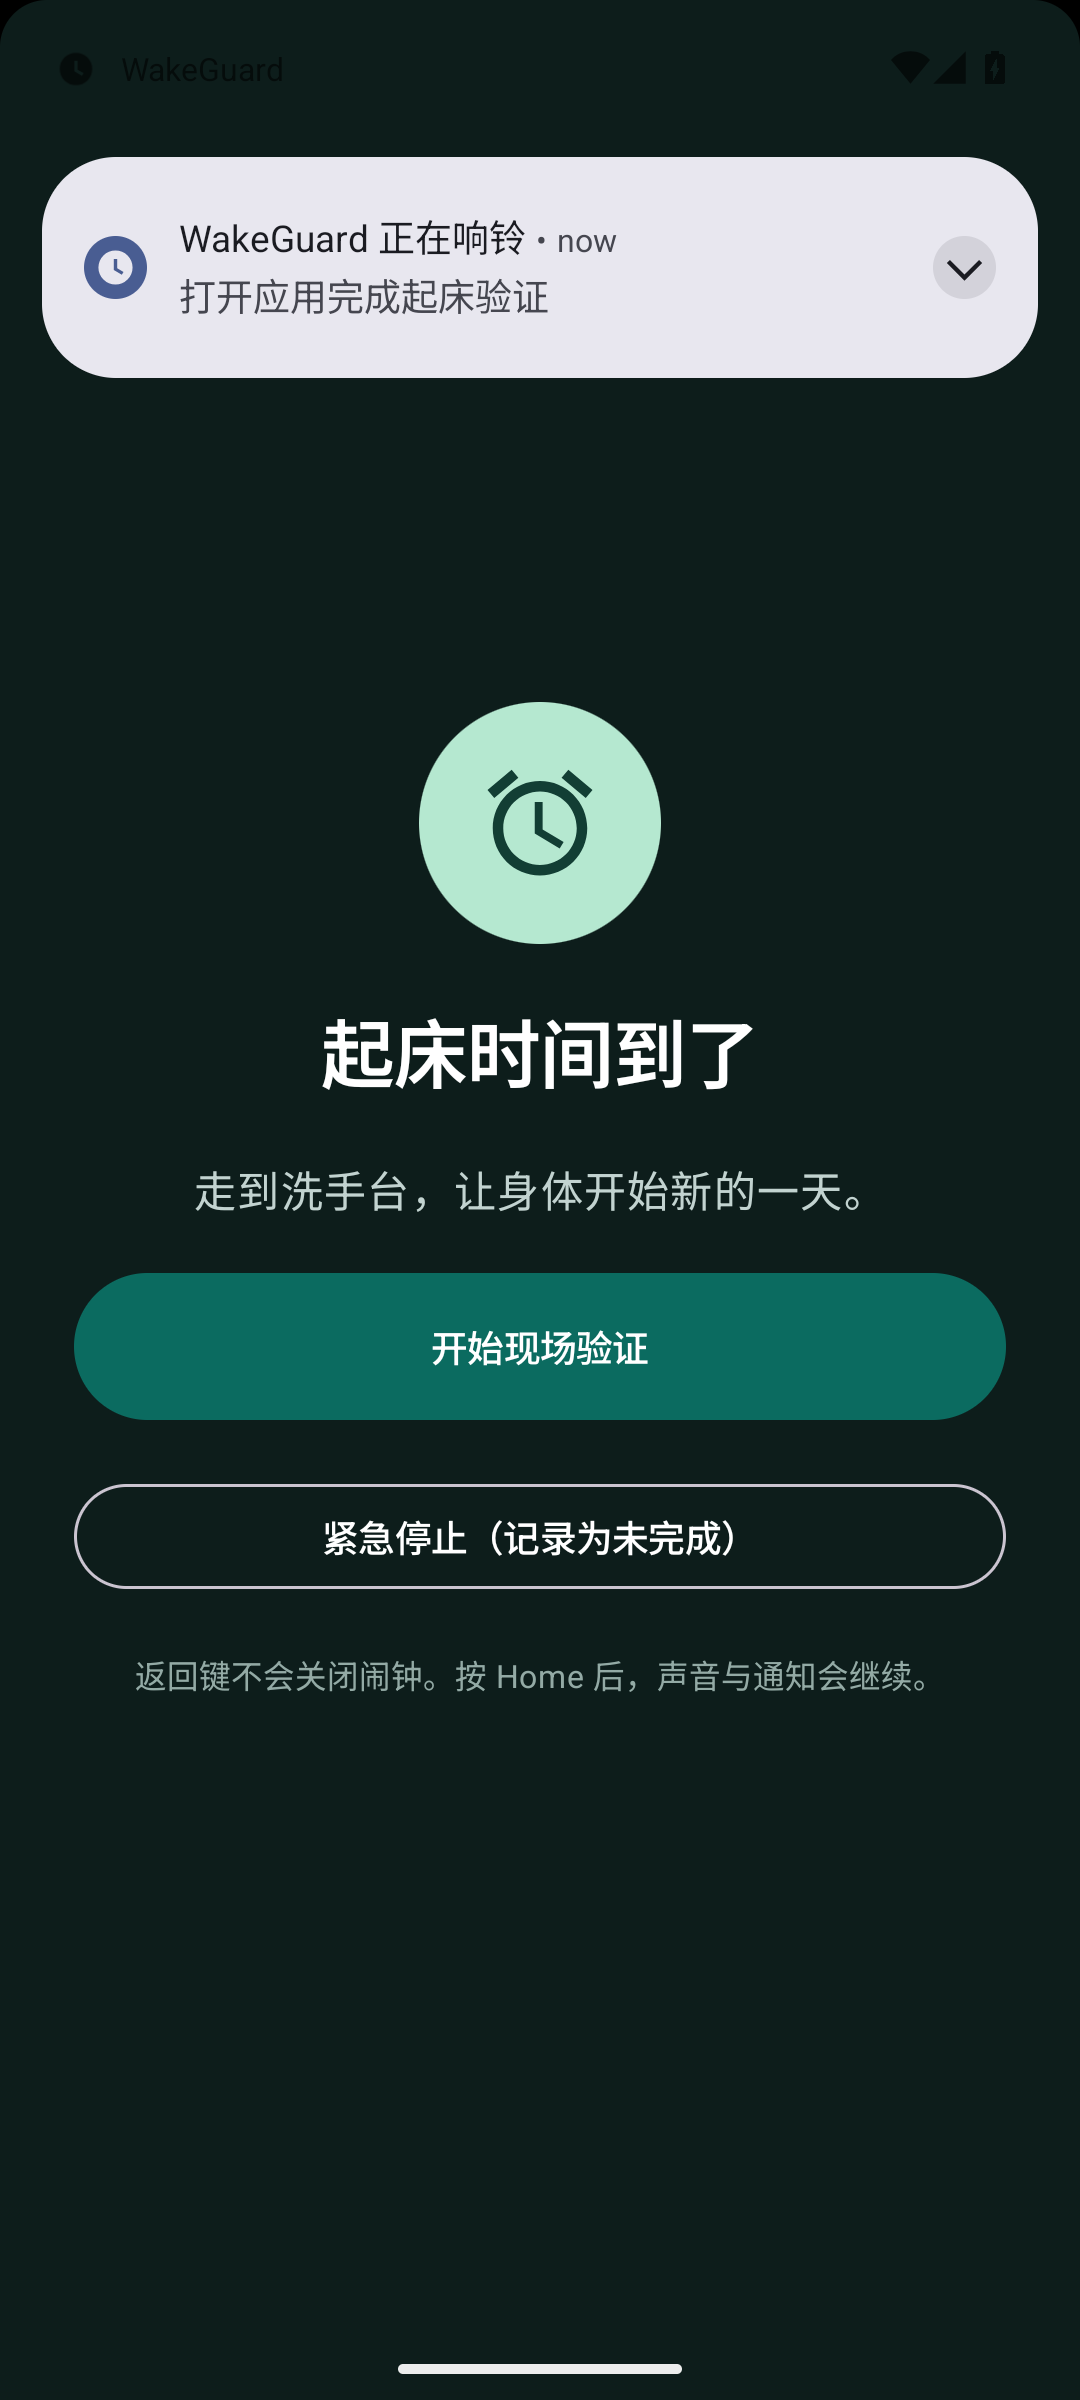 WakeGuard
WakeGuard 正在响铃 • now
打开应用完成起床验证
起床时间到了
走到洗手台，让身体开始新的一天。
开始现场验证
紧急停止（记录为未完成）
返回键不会关闭闹钟。按 Home 后，声音与通知会继续。